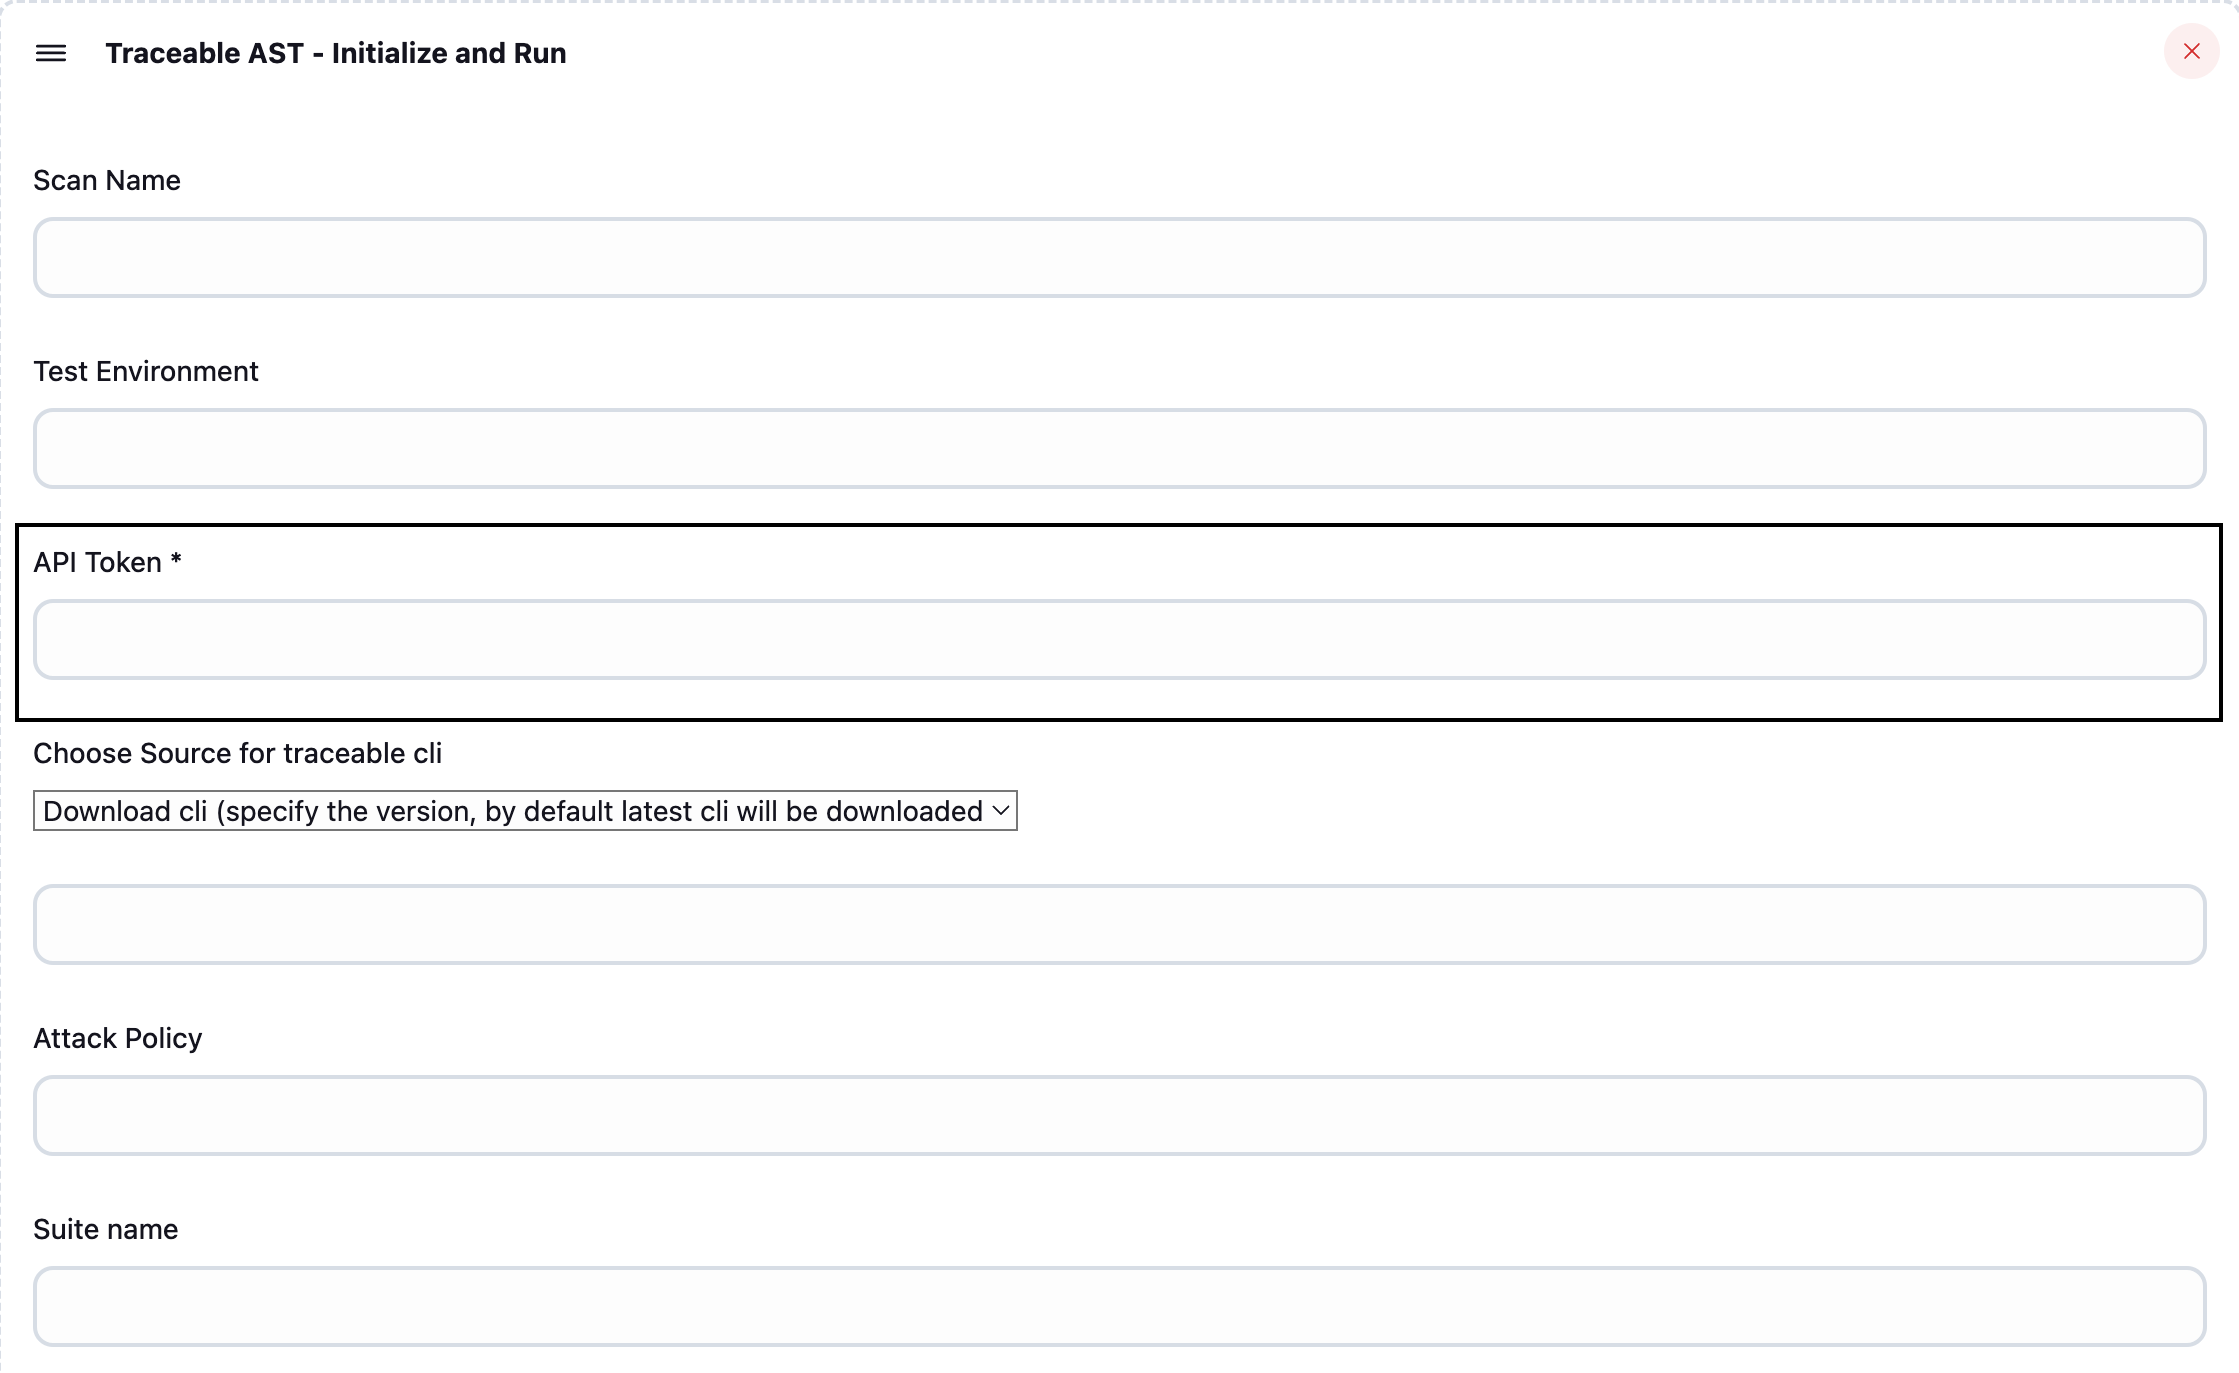 Traceable AST - Initialize and Run
Scan Name
Test Environment
API Token *
Choose Source for traceable cli
Download cli (specify the version, by default latest cli will be downloaded
Attack Policy
Suite name